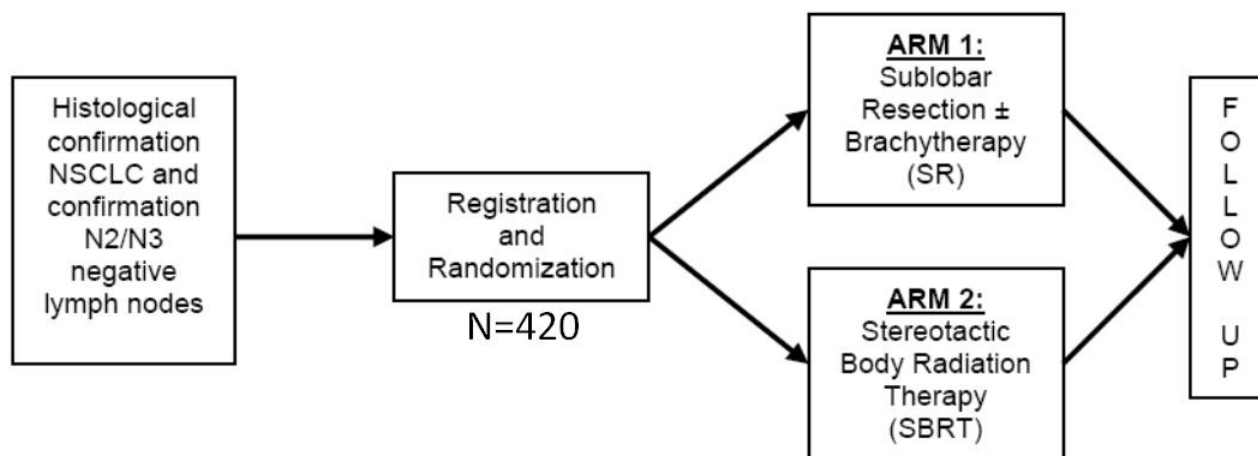 Histological
confirmation
NSCLC and
confirmation
N2/N3
negative
lymph nodes
Registration
and
Randomization
N=420
ARM 1:
Sublobar
Resection ±
Brachytherapy
(SR)
ARM 2:
Stereotactic
Body Radiation
Therapy
(SBRT)
F
O
L
L
O
W
U
P